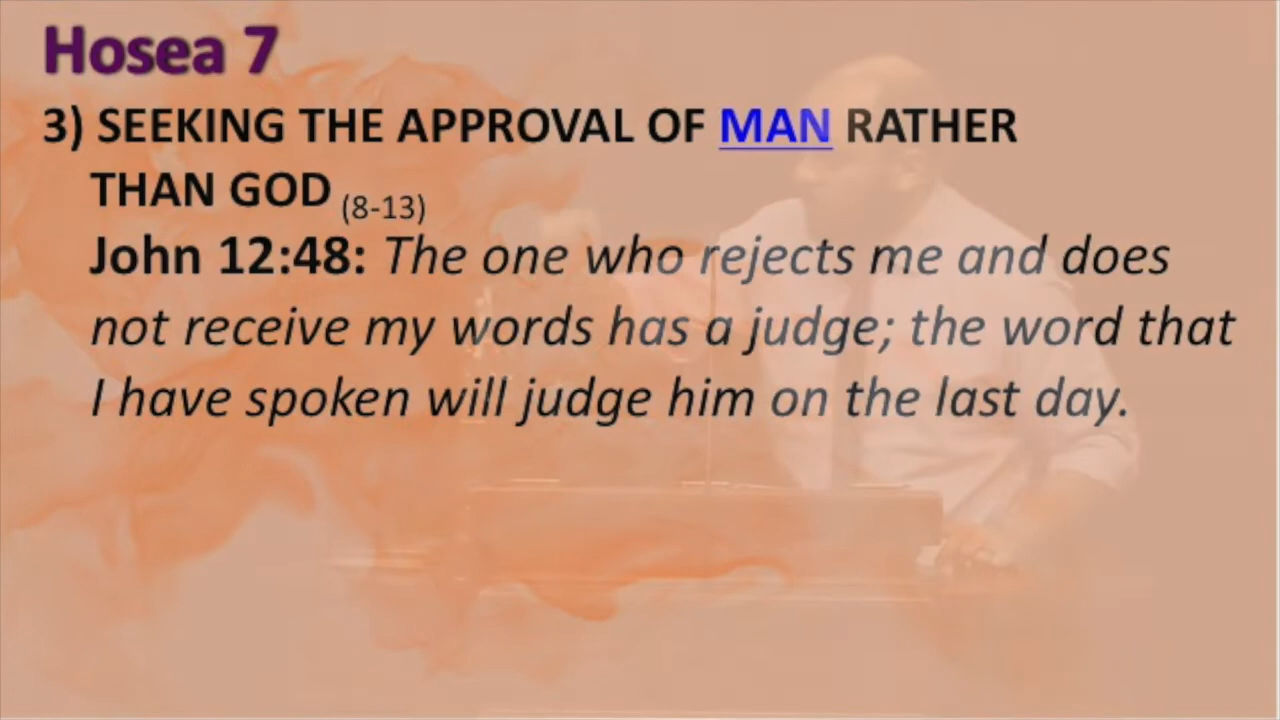 Hosea 7
3) SEEKING THE APPROVAL OF MAN RATHER
THAN GOD (8-13)
John 12:48: The one who rejects me and does
not receive my words has a judge; the word that
I have spoken will judge him on the last day.